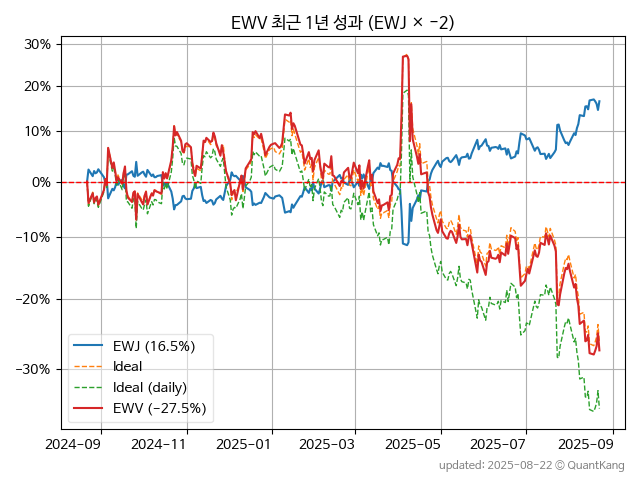 EWV 최근 1년 성과 (EWJ × −2)
30%
20%
10%
0%
−10%
−20%
−30%
EWJ (16.5%)
Ideal
Ideal (daily)
EWV (−27.5%)
2024-09 2024-11 2025-01 2025-03 2025-05 2025-07 2025-09
updated: 2025-08-22 © QuantKang